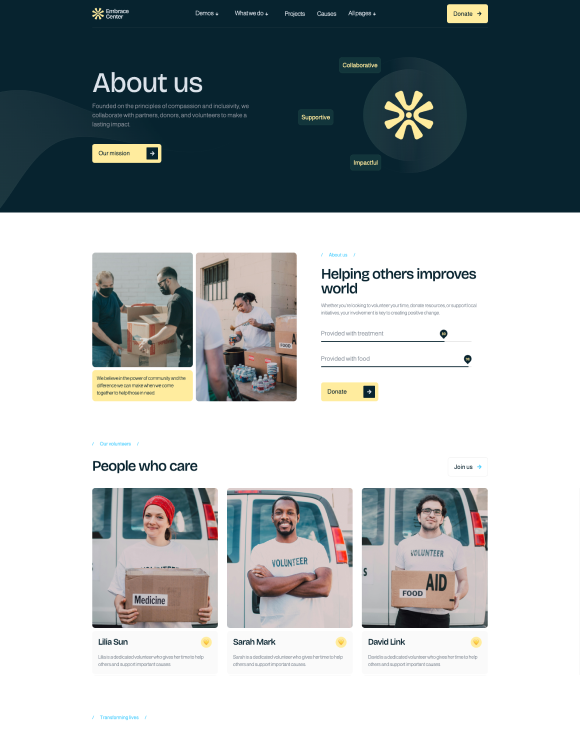 Embrace
Center
Demos
What we do
Projects
Causes
All pages
Donate
Collaborative
Supportive
Impactful
About us
Founded on the principles of compassion and inclusivity, we
collaborate with partners, donors, and volunteers to make a
lasting impact.
Our mission
/ About us /
Helping others improves
world
Whether you're looking to volunteer your time, donate resources, or support local
initiatives, your involvement is key to creating positive change.
Provided with treatment
Provided with food
Donate
FOOD
We believe in the power of community and the
difference we can make when we come
together to help those in need.
/ Our volunteers /
People who care
Join us
Medicine
VOLUNTEER
VOLUNTEER
FOOD
AID
Lilia Sun
Lilia is a dedicated volunteer who gives her time to help
others and support important causes
Sarah Mark
Sarah is a dedicated volunteer who gives her time to help
others and support important causes
David Link
David is a dedicated volunteer who gives her time to help
others and support important causes
/ Transforming lives /